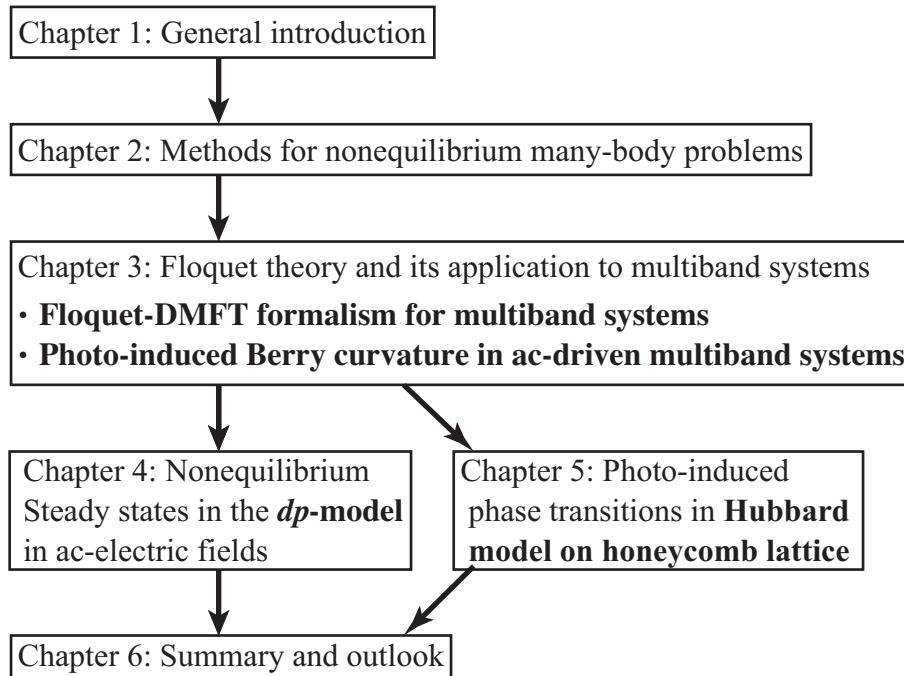 Chapter 1: General introduction
Chapter 2: Methods for nonequilibrium many-body problems
Chapter 3: Floquet theory and its application to multiband systems
· Floquet-DMFT formalism for multiband systems
· Photo-induced Berry curvature in ac-driven multiband systems
Chapter 4: Nonequilibrium
Steady states in the dp-model
in ac-electric fields
Chapter 5: Photo-induced
phase transitions in Hubbard
model on honeycomb lattice
Chapter 6: Summary and outlook